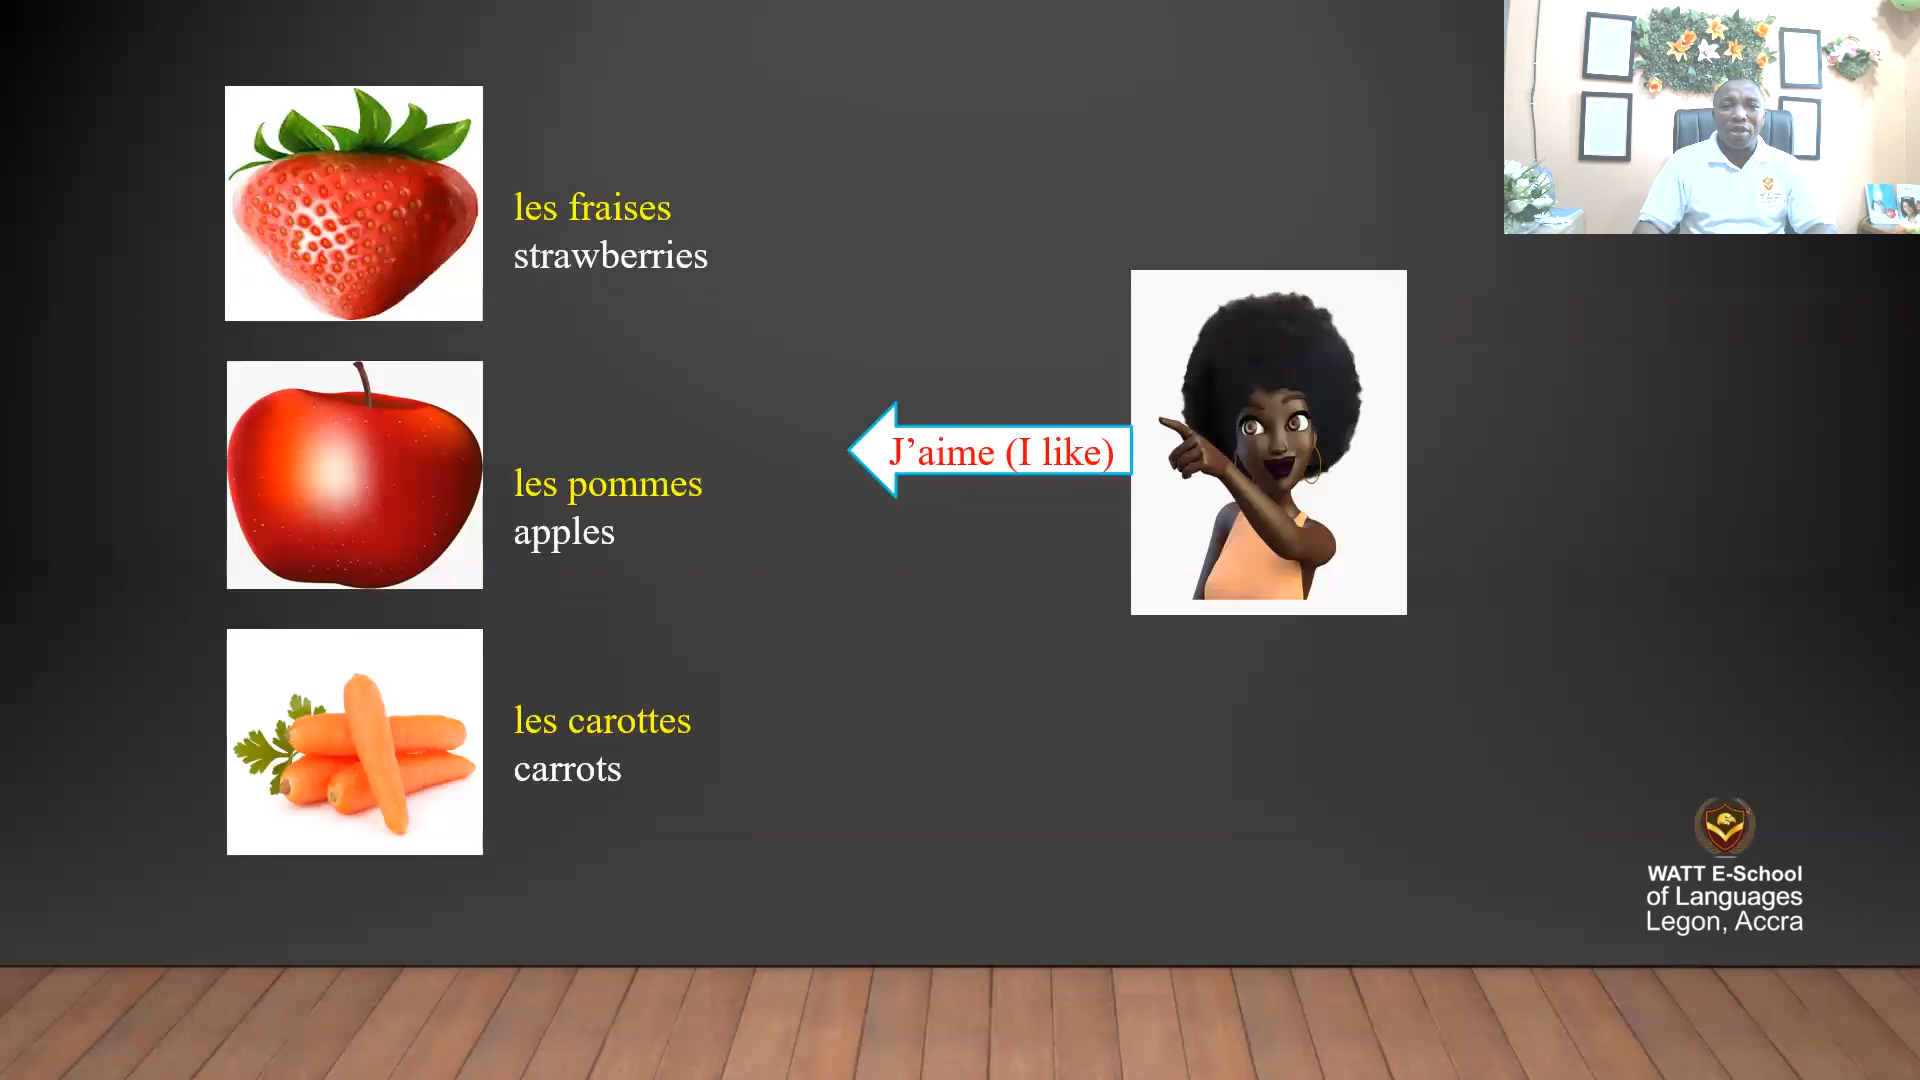 les fraises
strawberries
les pommes
apples
les carottes
carrots
J’aime (I like)
WATT E-School
of Languages
Legon, Accra